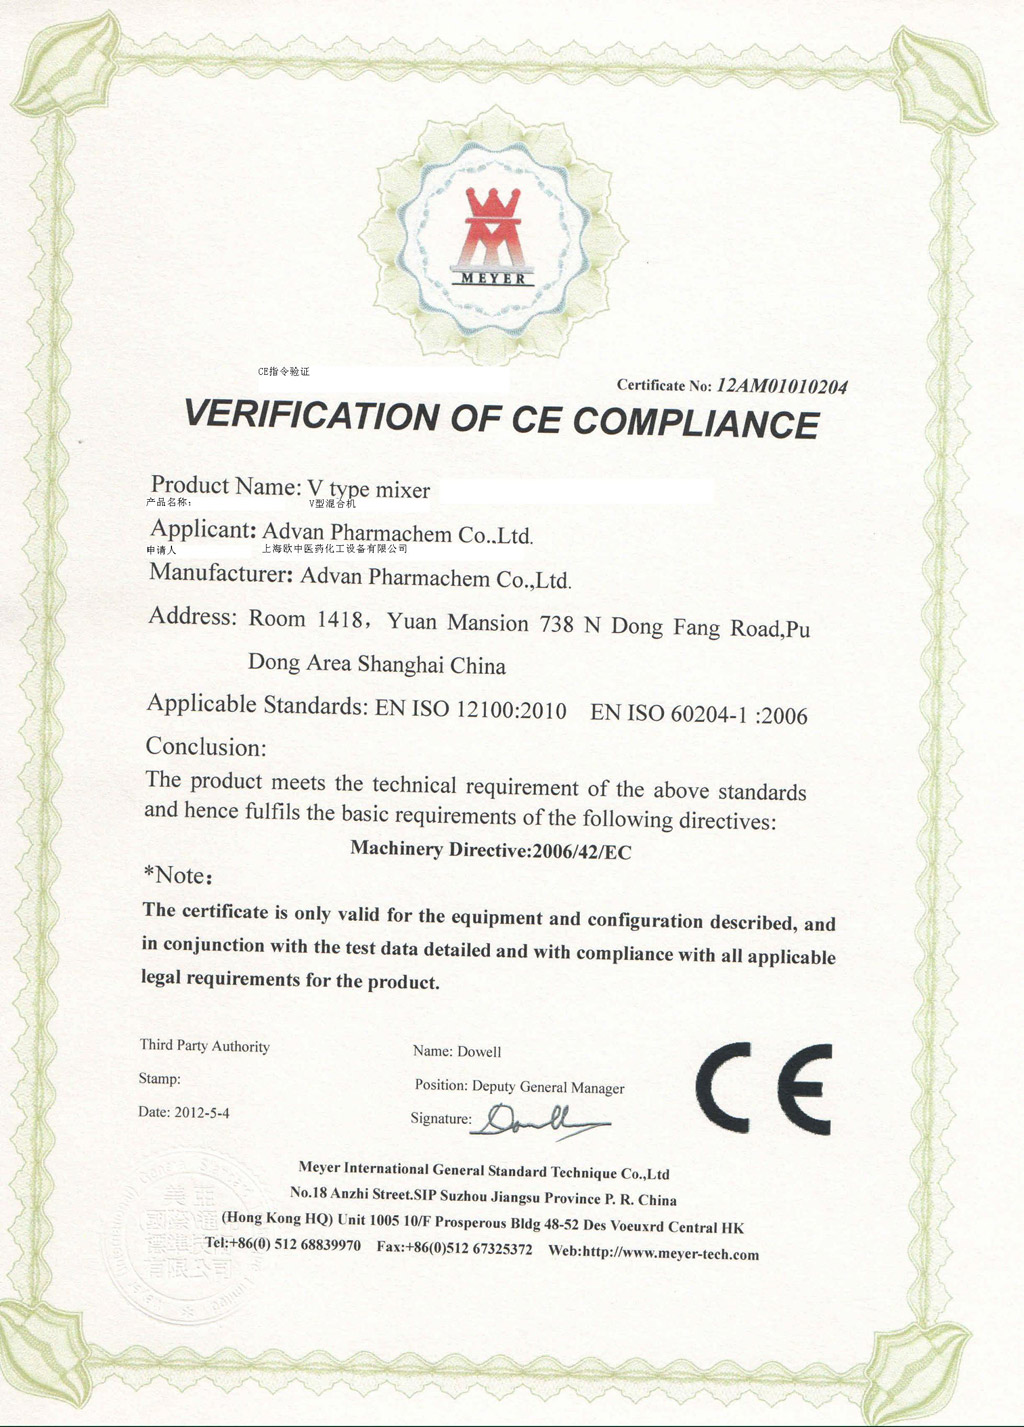 MEYER
CE指令验证
Certificate No: 12AM01010204
VERIFICATION OF CE COMPLIANCE
Product Name: V type mixer
产品名称: V型混合机
Applicant: Advan Pharmachem Co..Ltd.
申请人 上海欧中医药化工设备有限公司
Manufacturer: Advan Pharmachem Co.,Ltd.
Address: Room 1418, Yuan Mansion 738 N Dong Fang Road,Pu
Dong Area Shanghai China
Applicable Standards: EN ISO 12100:2010 EN ISO 60204-1 :2006
Conclusion:
The product meets the technical requirement of the above standards
and hence fulfils the basic requirements of the following directives:
Machinery Directive:2006/42/EC
*Note:
The certificate is only valid for the equipment and configuration described, and
in conjunction with the test data detailed and with compliance with all applicable
legal requirements for the product.
Third Party Authority
Stamp:
Date: 2012-5-4
Name: Dowell
Position: Deputy General Manager
Signature: Dowell
CE
Meyer International General Standard Technique Co.,Ltd
No.18 Anzhi Street.SIP Suzhou Jiangsu Province P. R. China
(Hong Kong HQ) Unit 1005 10/F Prosperous Bldg 48-52 Des Voeuxrd Central HK
Tel:+86(0) 512 68839970 Fax:+86(0)512 67325372 Web:http://www.meyer-tech.com
有限公司